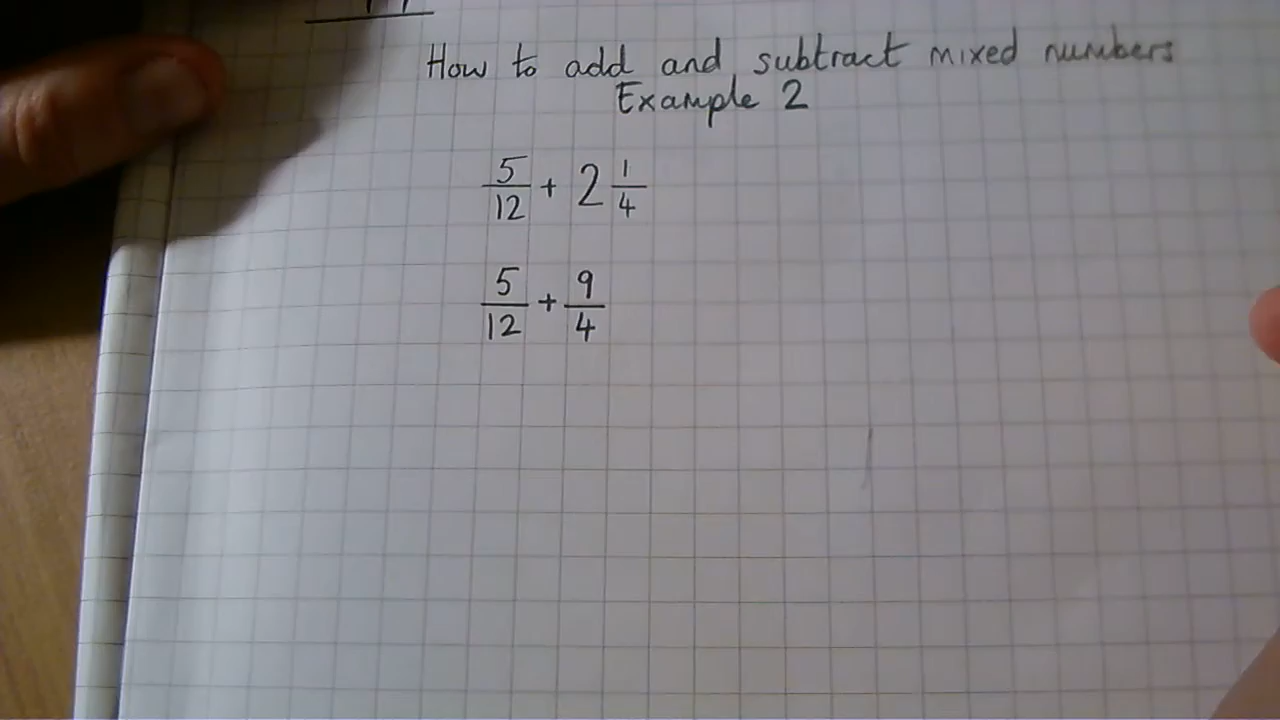 How to add and subtract mixed numbers
Example 2
5/12 + 2 1/4
5/12 + 9/4